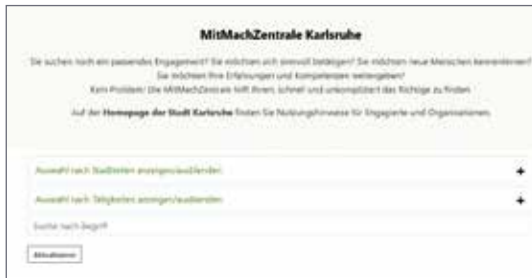 MitMachZentrale Karlsruhe
Sie suchen noch ein passendes Engagement? Sie möchten sich sinnvoll betätigen? Sie möchten neue Menschen kennenlernen?
Sie möchten Ihre Erfahrungen und Kompetenzen weitergeben?
Kein Problem! Die MitMachZentrale hilft Ihnen, schnell und unkompliziert das Richtige zu finden.
Auf der Homepage der Stadt Karlsruhe finden Sie Nutzungshinweise für Engagierte und Organisationen.
Auswahl nach Stadtteilen anzeigen/ausblenden +
Auswahl nach Tätigkeiten anzeigen/ausblenden +
Suche nach Begriff
Aktualisieren